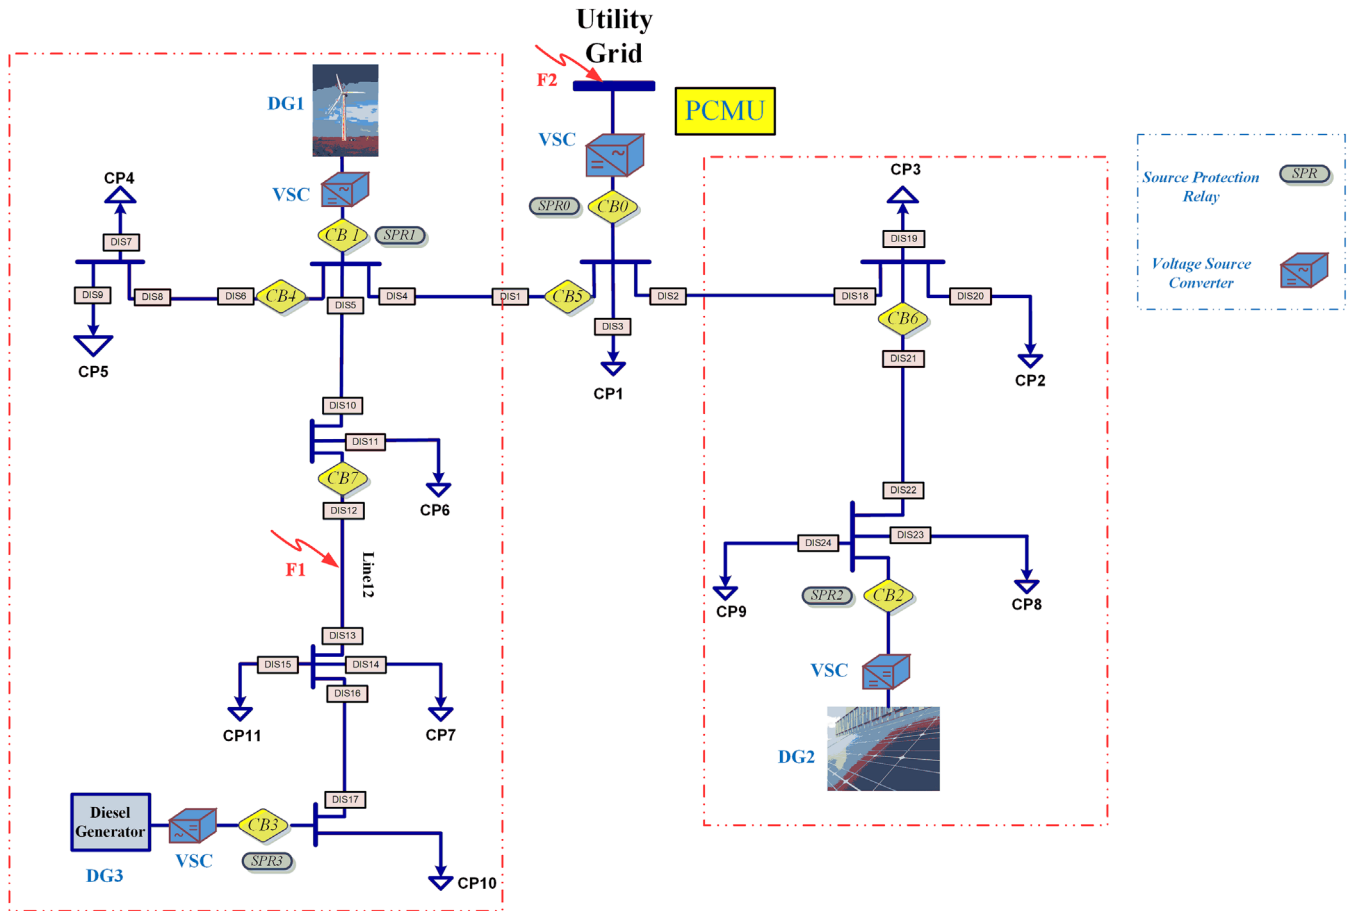 Utility
Grid
F2
PCMU
DG1
VSC
VSC
CP4
CP3
Source Protection
Relay
SPR
SPR0
CB0
CB 1
SPR1
DIS7
DIS19
Voltage Source
Converter
DIS9
DIS8
DIS6
CB4
DIS5
DIS4
DIS1
CB5
DIS2
DIS18
DIS20
CB6
DIS3
DIS21
CP5
CP1
CP2
DIS10
DIS11
CB7
DIS12
CP6
DIS22
F1
Line12
DIS24
DIS23
SPR2
CB2
CP9
CP8
DIS13
DIS15
DIS14
DIS16
VSC
CP11
CP7
DG2
DIS17
Diesel
Generator
CB3
VSC
SPR3
DG3
CP10